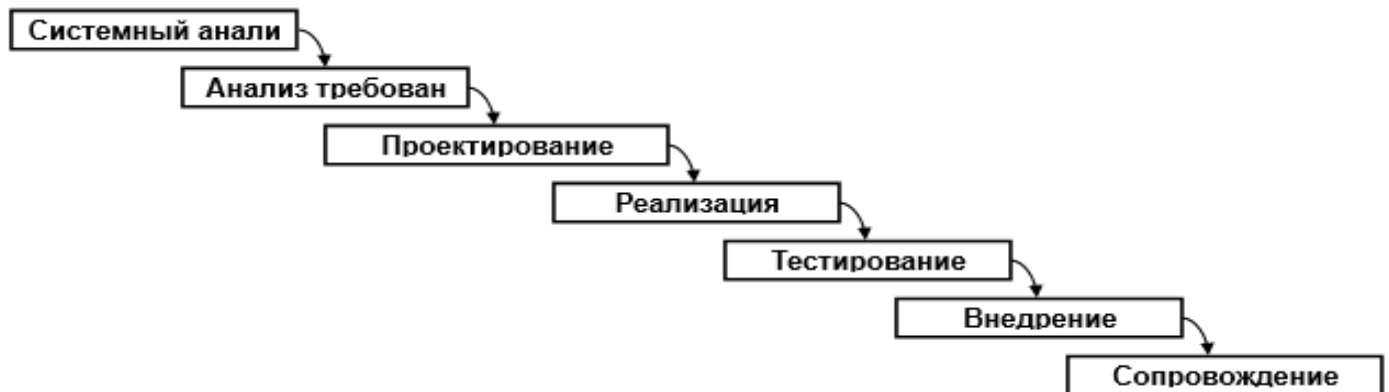 Системный анали
Анализ требован
Проектирование
Реализация
Тестирование
Внедрение
Сопровождение